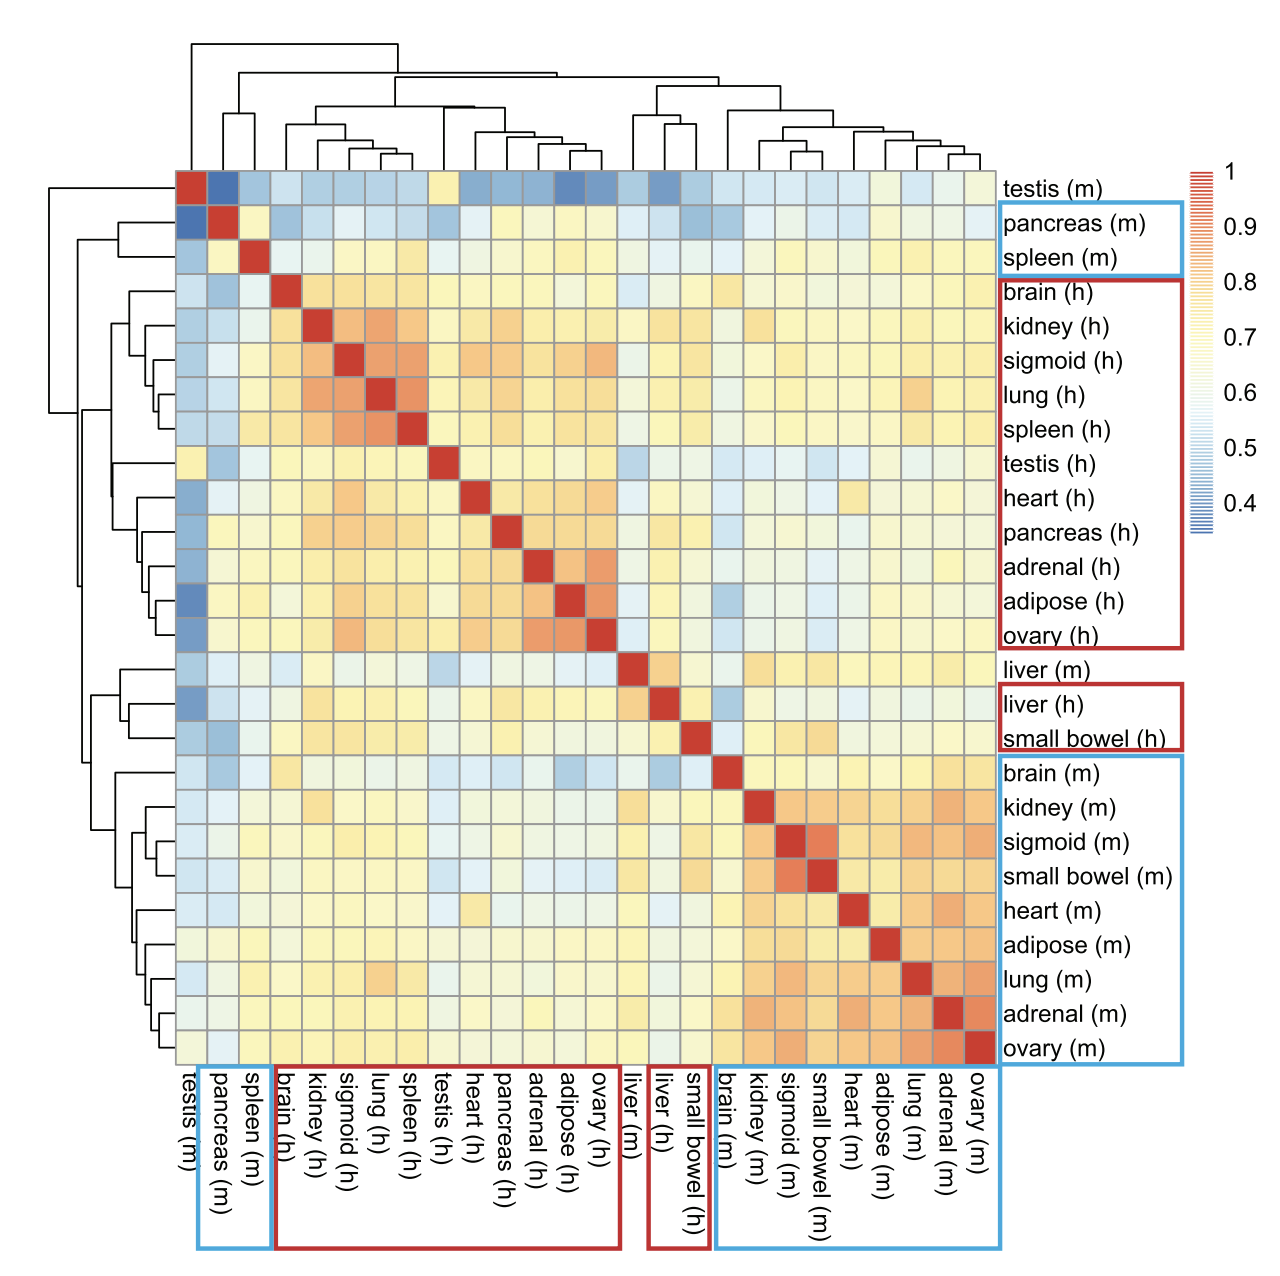 1
0.9
0.8
0.7
0.6
0.5
0.4
testis (m)
pancreas (m)
spleen (m)
brain (h)
kidney (h)
sigmoid (h)
lung (h)
spleen (h)
testis (h)
heart (h)
pancreas (h)
adrenal (h)
adipose (h)
ovary (h)
liver (m)
liver (h)
small bowel (h)
brain (m)
kidney (m)
sigmoid (m)
small bowel (m)
heart (m)
adipose (m)
lung (m)
adrenal (m)
ovary (m)
testis (m)
pancreas (m)
spleen (m)
brain (h)
kidney (h)
sigmoid (h)
lung (h)
spleen (h)
testis (h)
heart (h)
pancreas (h)
adrenal (h)
adipose (h)
ovary (h)
liver (m)
liver (h)
small bowel (h)
brain (m)
kidney (m)
sigmoid (m)
small bowel (m)
heart (m)
adipose (m)
lung (m)
adrenal (m)
ovary (m)